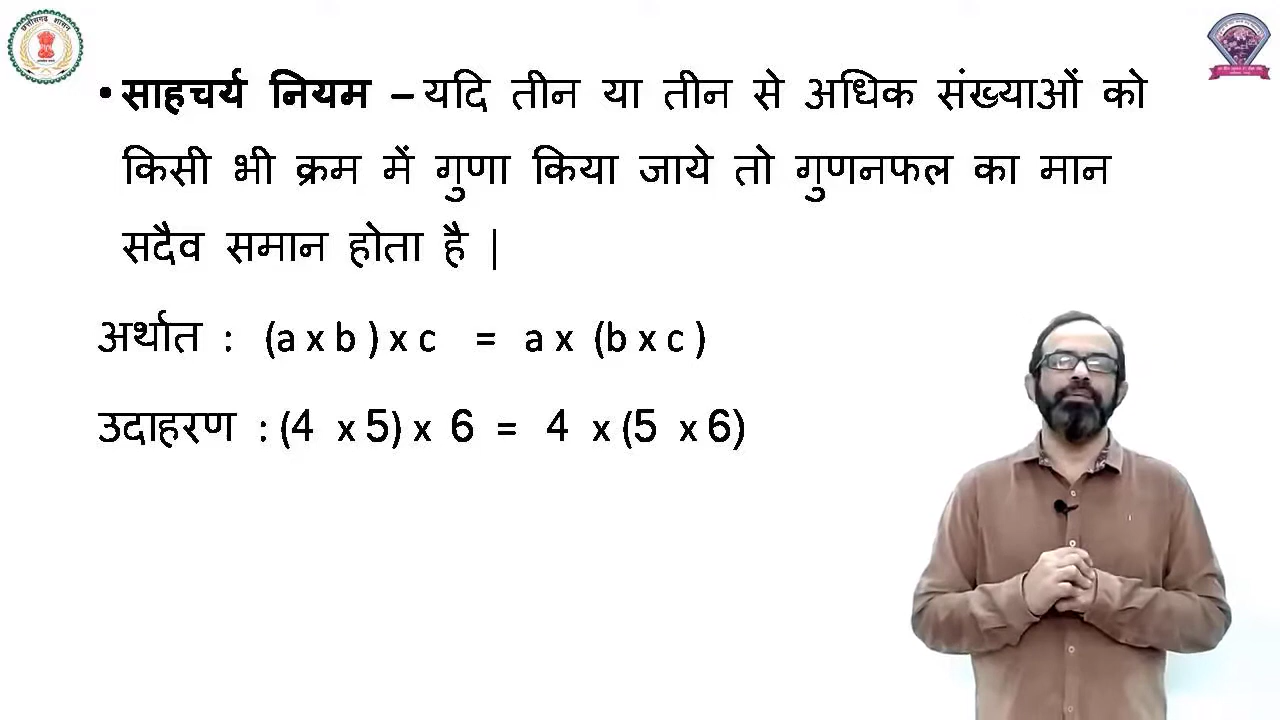 • साहचर्य नियम – यदि तीन या तीन से अधिक संख्याओं को
किसी भी क्रम में गुणा किया जाये तो गुणनफल का मान
सदैव समान होता है |
अर्थात : (a x b ) x c = a x (b x c )
उदाहरण : (4 x 5) x 6 = 4 x (5 x 6)